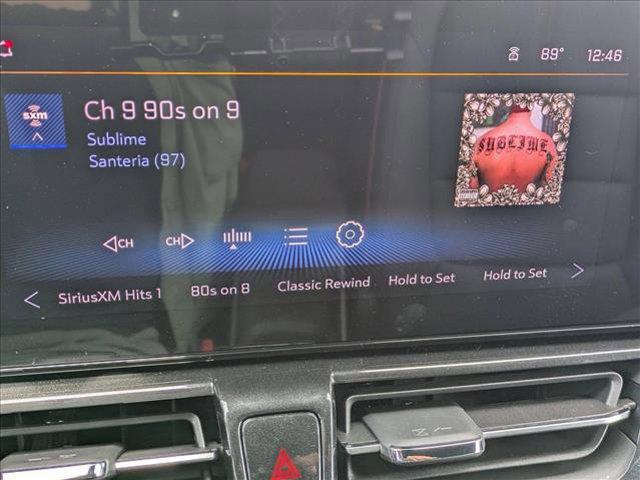 89° 12:46
sxm
Ch 9 90s on 9
Sublime
Santeria (97)
SUBLIME
CH CH
SiriusXM Hits 1 80s on 8 Classic Rewind Hold to Set Hold to Set